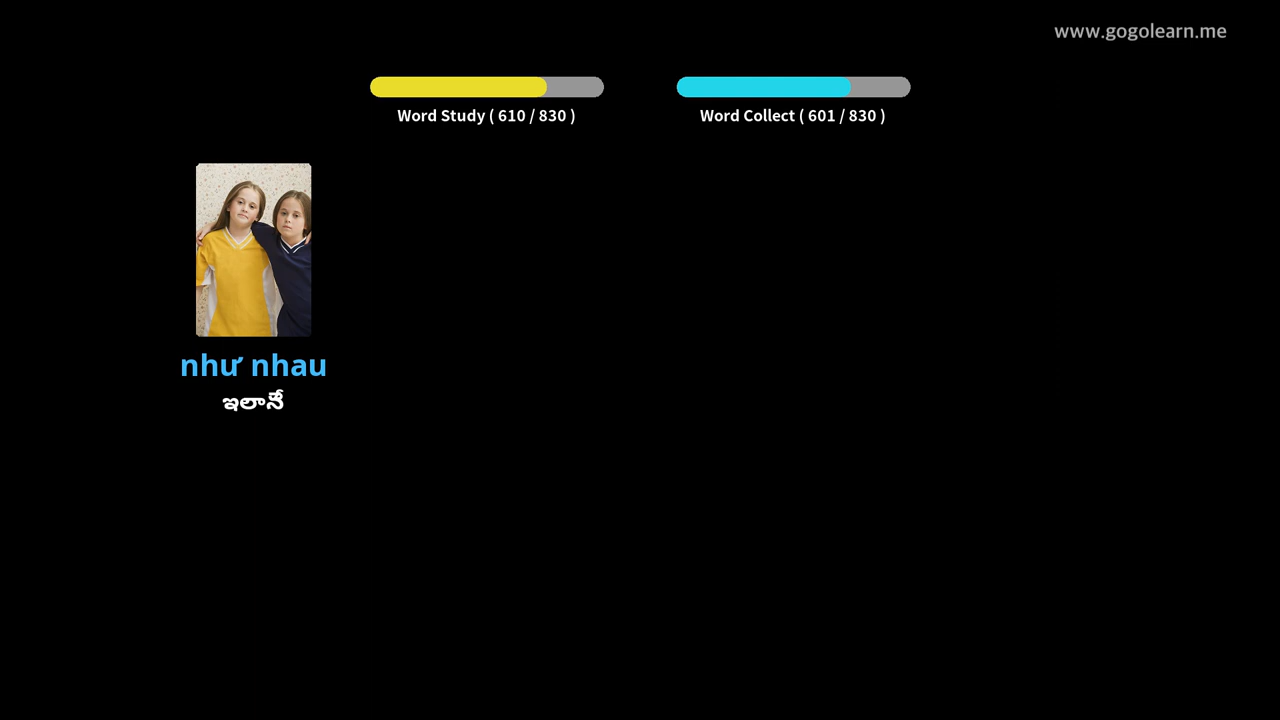 www.gogolearn.me
Word Study ( 610 / 830 )
Word Collect ( 601 / 830 )
như nhau
ఇలానే